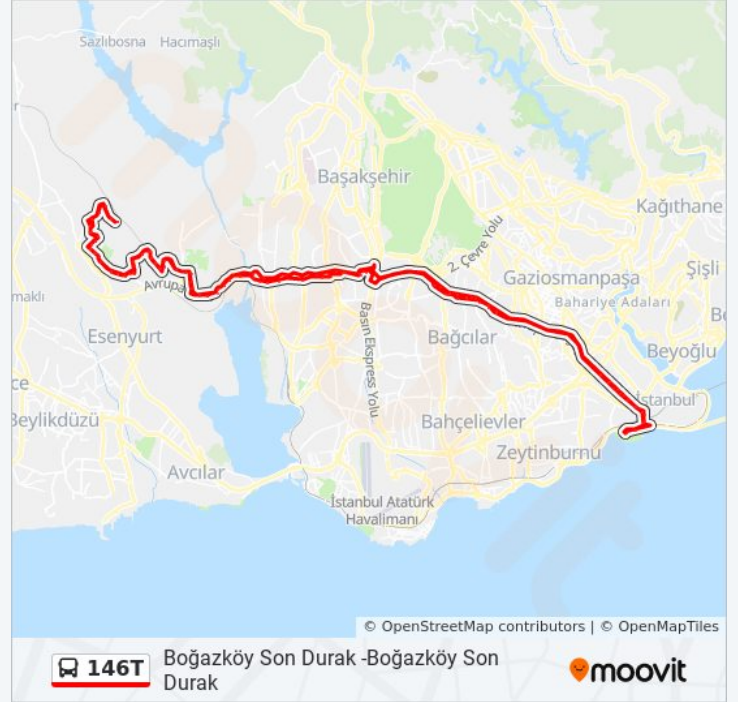 Sazlıbosna
Hacımaşlı
r
Başakşehir
Kağıthane
2. Çevre Yolu
Gaziosmanpaşa
Şişli
Avrupa
maklı
Bahariye Adaları
Be
Esenyurt
Basın Ekspress Yolu
Bağcılar
Beyoğlu
ce
İstanbul
Beylikdüzü
Bahçelievler
Zeytinburnu
Avcılar
İstanbul Atatürk
Havalimanı
© OpenStreetMap contributors | © OpenMapTiles
146T
Boğazköy Son Durak -Boğazköy Son
Durak
moovit